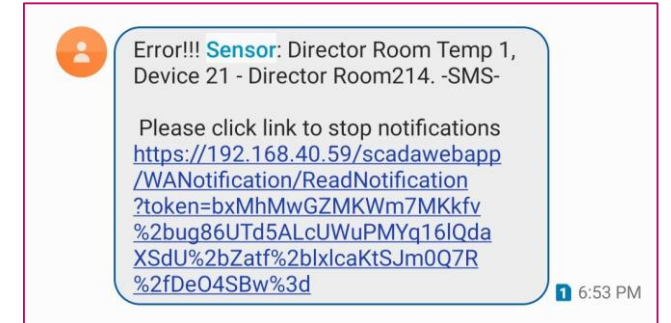 Error!!! Sensor: Director Room Temp 1,
Device 21 - Director Room214. -SMS-
Please click link to stop notifications
https://192.168.40.59/scadawebapp
/WANotification/ReadNotification
?token=bxMhMwGZMKWm7MKkfv
%2bug86UTd5ALcUWuPMYq16lQda
XSdU%2bZatf%2blxlcaKtSJm0Q7R
%2fDeO4SBw%3d
1 6:53 PM